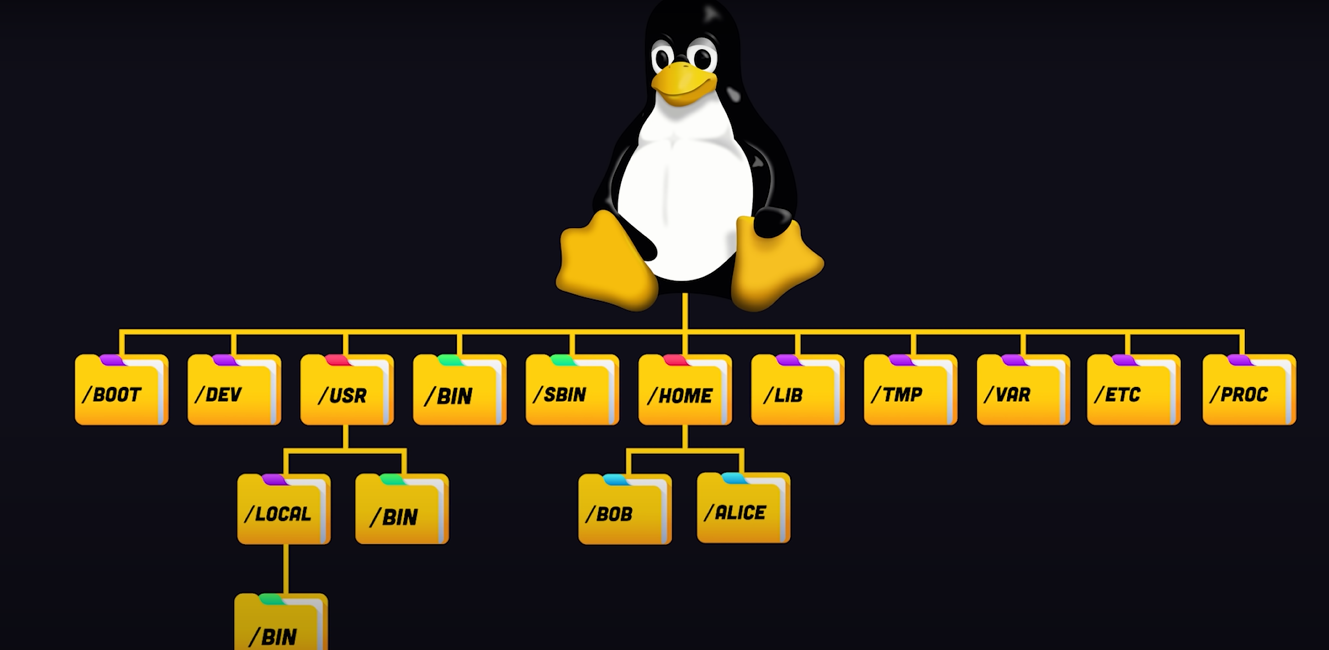 /BOOT
/DEV
/USR
/BIN
/SBIN
/HOME
/LIB
/TMP
/VAR
/ETC
/PROC
/LOCAL
/BIN
/BOB
/ALICE
/BIN